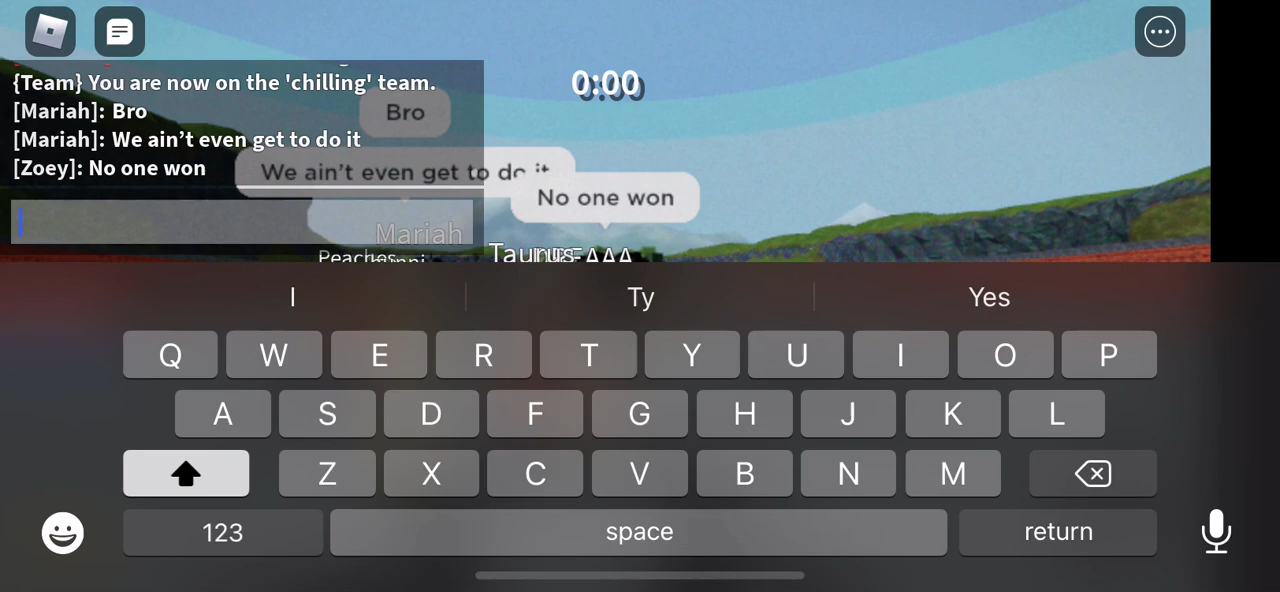 {Team} You are now on the 'chilling' team.
[Mariah]: Bro
[Mariah]: We ain’t even get to do it
[Zoey]: No one won
0:00
Bro
We ain’t even get to do it
No one won
Mariah
Peaches
Taurus
I Ty Yes
Q W E R T Y U I O P
A S D F G H J K L
Z X C V B N M
123 space return